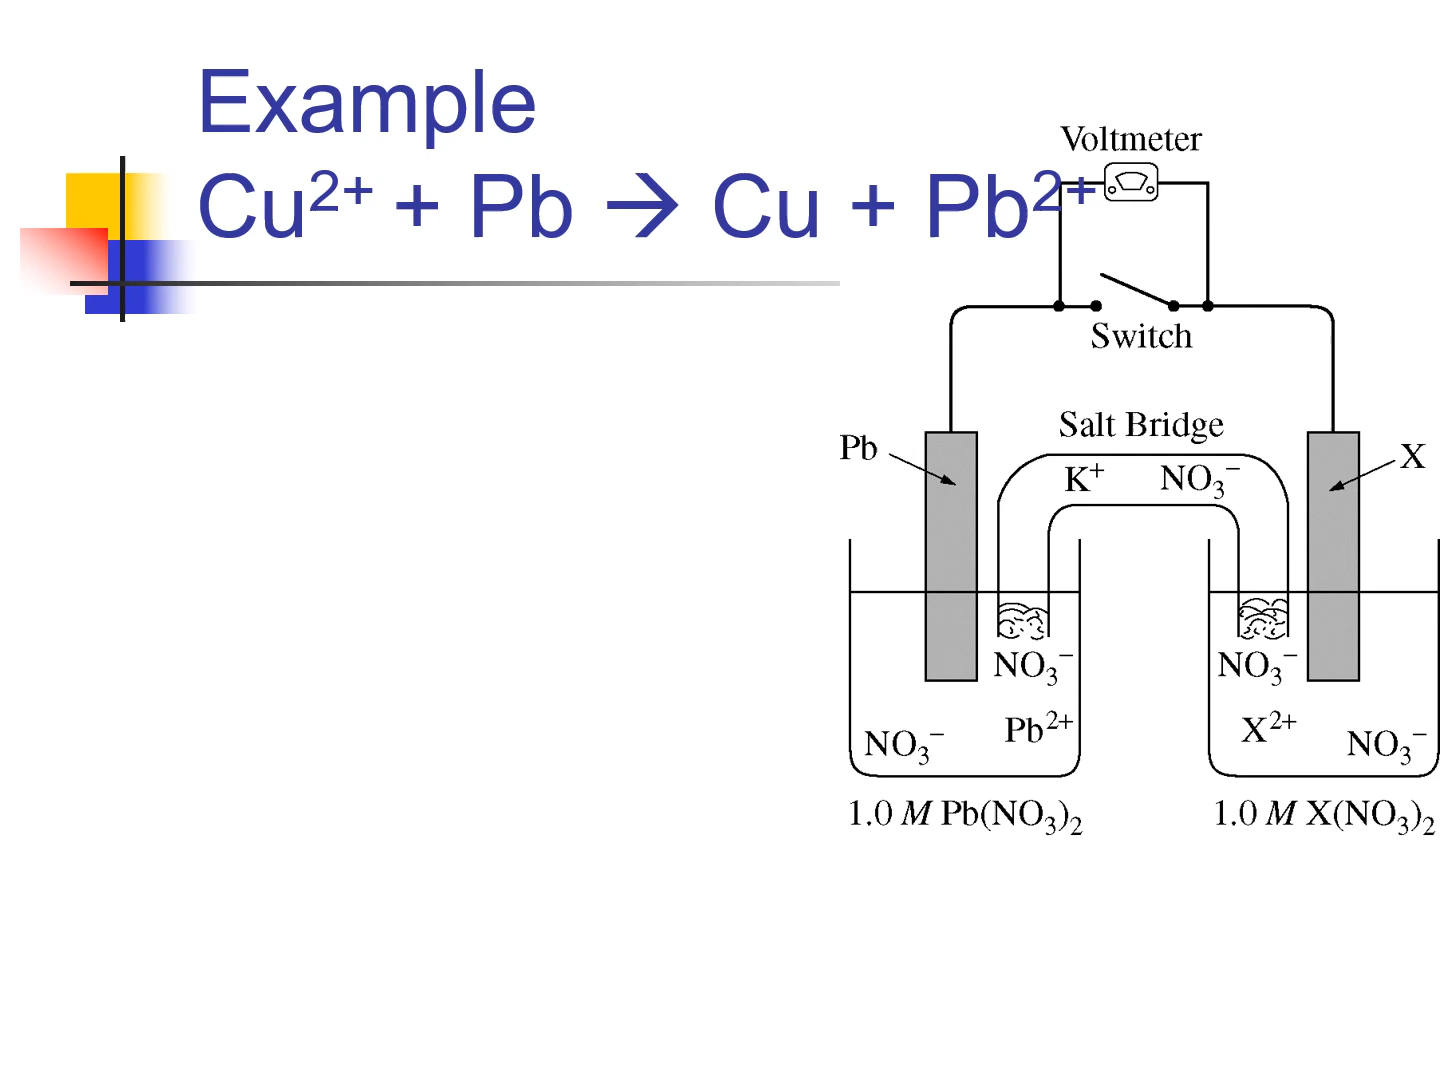 Example
Cu²⁺ + Pb → Cu + Pb²⁺
Voltmeter
Switch
Salt Bridge
Pb
X
K⁺ NO₃⁻
NO₃⁻
NO₃⁻
Pb²⁺
X²⁺
NO₃⁻
NO₃⁻
1.0 M Pb(NO₃)₂
1.0 M X(NO₃)₂